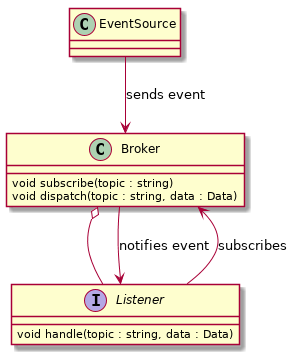 C EventSource
sends event
C Broker
void subscribe(topic : string)
void dispatch(topic : string, data : Data)
notifies event
subscribes
I Listener
void handle(topic : string, data : Data)